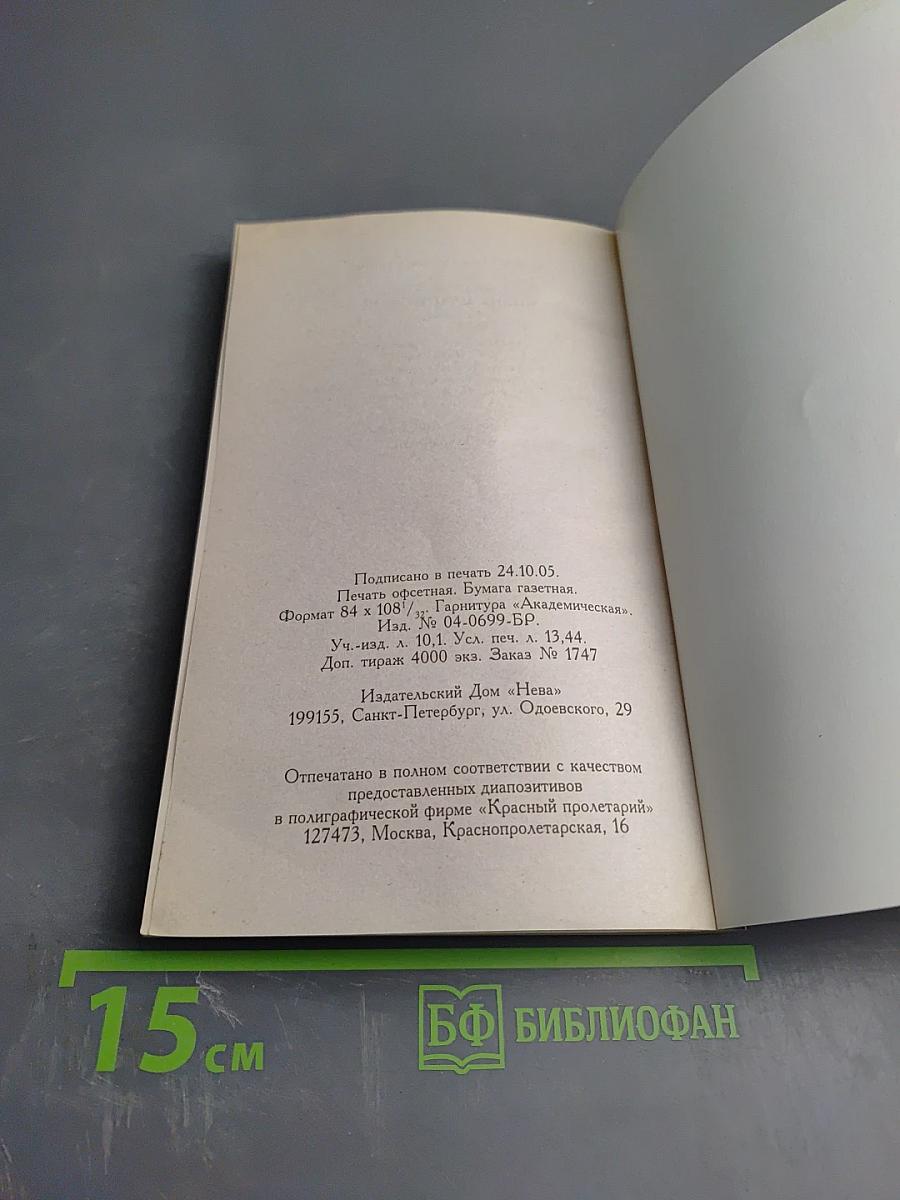 Подписано в печать 24.10.05.
Печать офсетная. Бумага газетная.
Формат 84 х 108 1/32. Гарнитура «Академическая».
Изд. № 04-0699-БР.
Уч.-изд. л. 10,1. Усл. печ. л. 13,44.
Доп. тираж 4000 экз. Заказ № 1747
Издательский Дом «Нева»
199155, Санкт-Петербург, ул. Одоевского, 29
Отпечатано в полном соответствии с качеством
предоставленных диапозитивов
в полиграфической фирме «Красный пролетарий»
127473, Москва, Краснопролетарская, 16
15 см
БФ БИБЛИОФАН